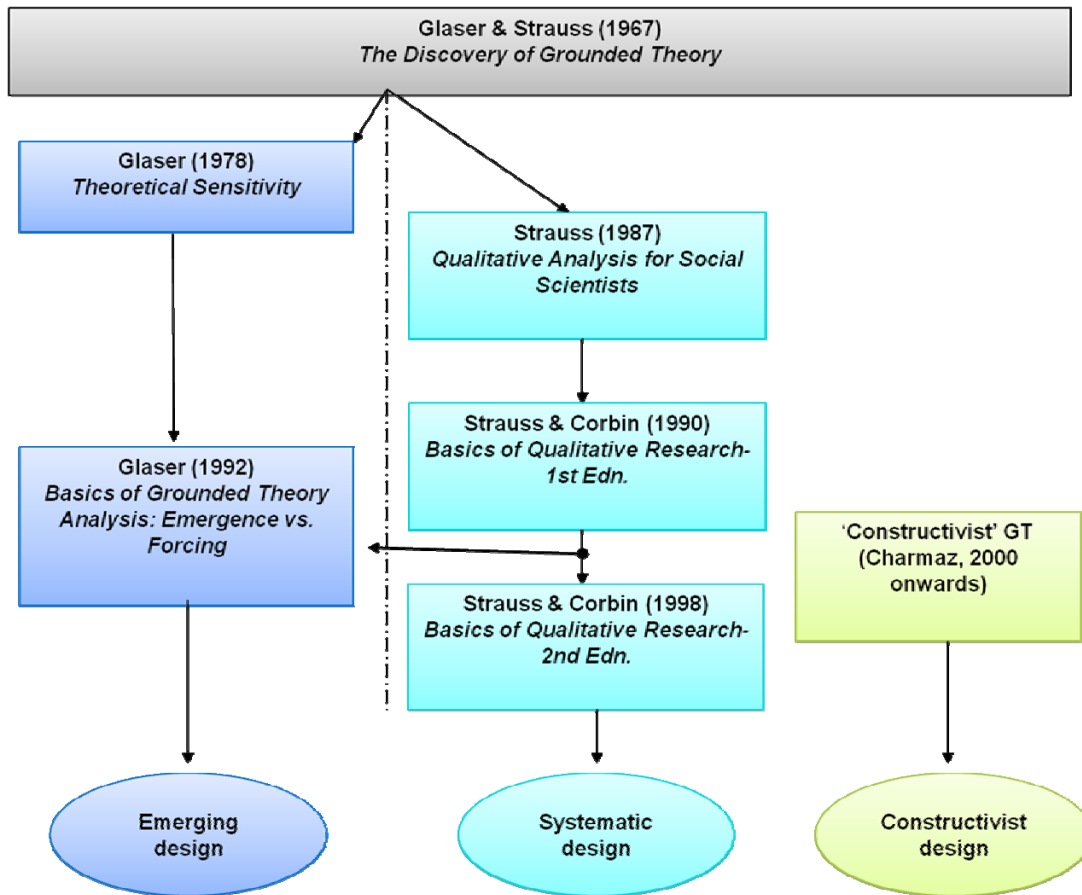 Glaser & Strauss (1967)
The Discovery of Grounded Theory
Glaser (1978)
Theoretical Sensitivity
Strauss (1987)
Qualitative Analysis for Social
Scientists
Strauss & Corbin (1990)
Basics of Qualitative Research-
1st Edn.
Glaser (1992)
Basics of Grounded Theory
Analysis: Emergence vs.
Forcing
'Constructivist' GT
(Charmaz, 2000
onwards)
Strauss & Corbin (1998)
Basics of Qualitative Research-
2nd Edn.
Emerging
design
Systematic
design
Constructivist
design